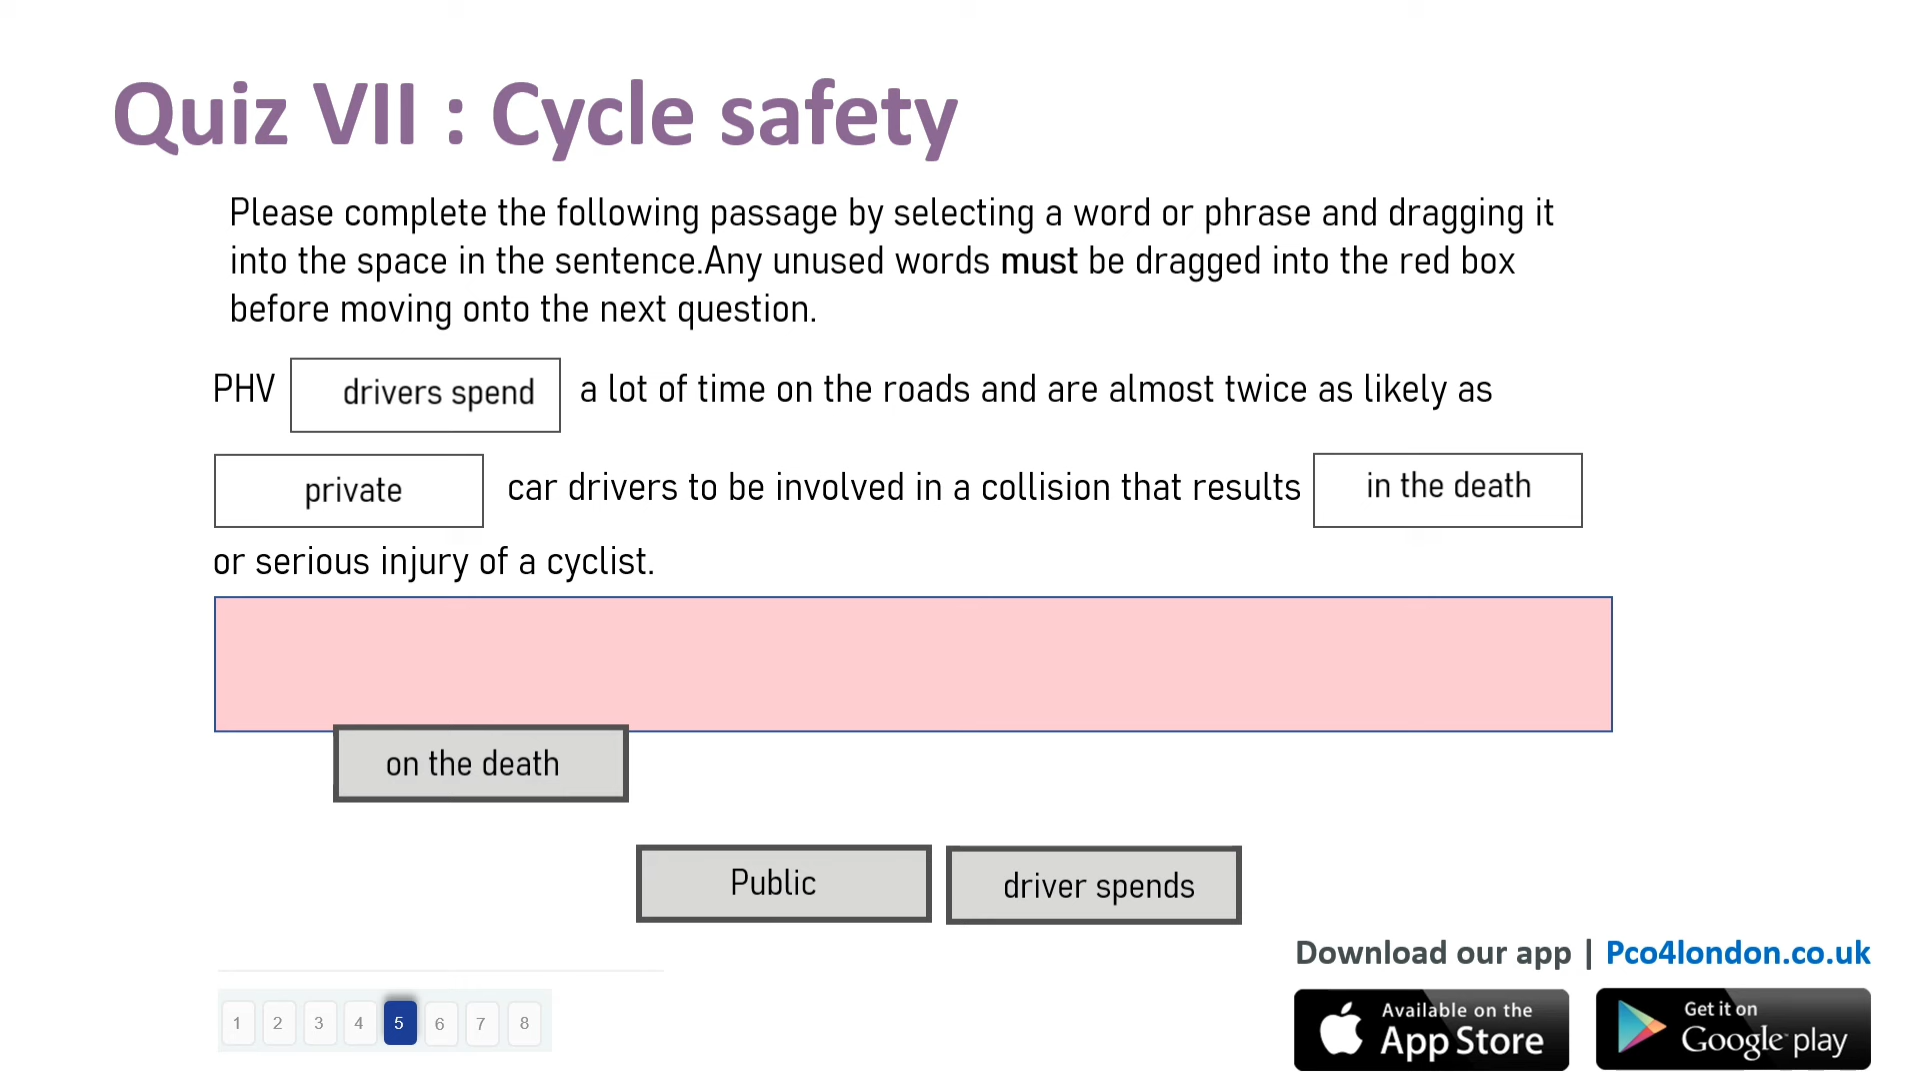 Quiz VII : Cycle safety
Please complete the following passage by selecting a word or phrase and dragging it
into the space in the sentence.Any unused words must be dragged into the red box
before moving onto the next question.
PHV drivers spend a lot of time on the roads and are almost twice as likely as
private car drivers to be involved in a collision that results in the death
or serious injury of a cyclist.
on the death
Public driver spends
Download our app | Pco4london.co.uk
1 2 3 4 5 6 7 8
Available on the
App Store
Get it on
Google play